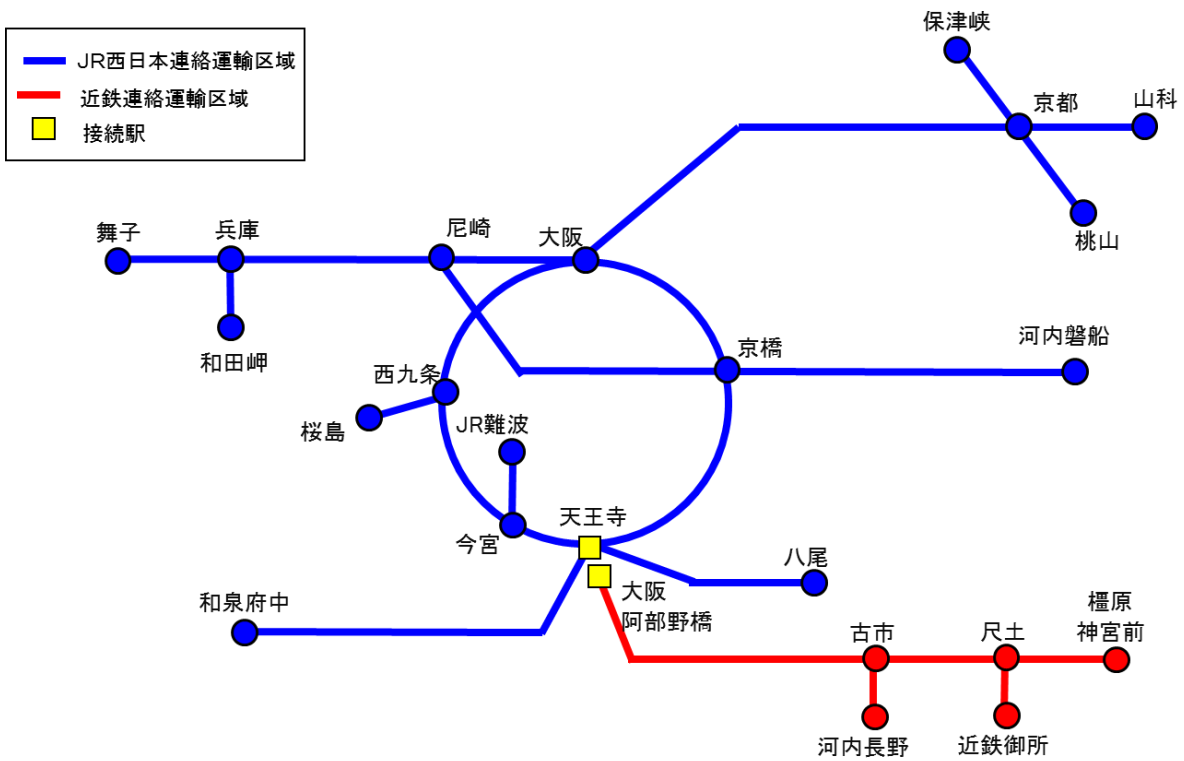 JR西日本連絡運輸区域
近鉄連絡運輸区域
接続駅
保津峡
京都
山科
桃山
舞子
兵庫
尼崎
大阪
和田岬
京橋
河内磐船
西九条
桜島
JR難波
今宮
天王寺
八尾
大阪
阿部野橋
和泉府中
古市
尺土
橿原
神宮前
河内長野
近鉄御所